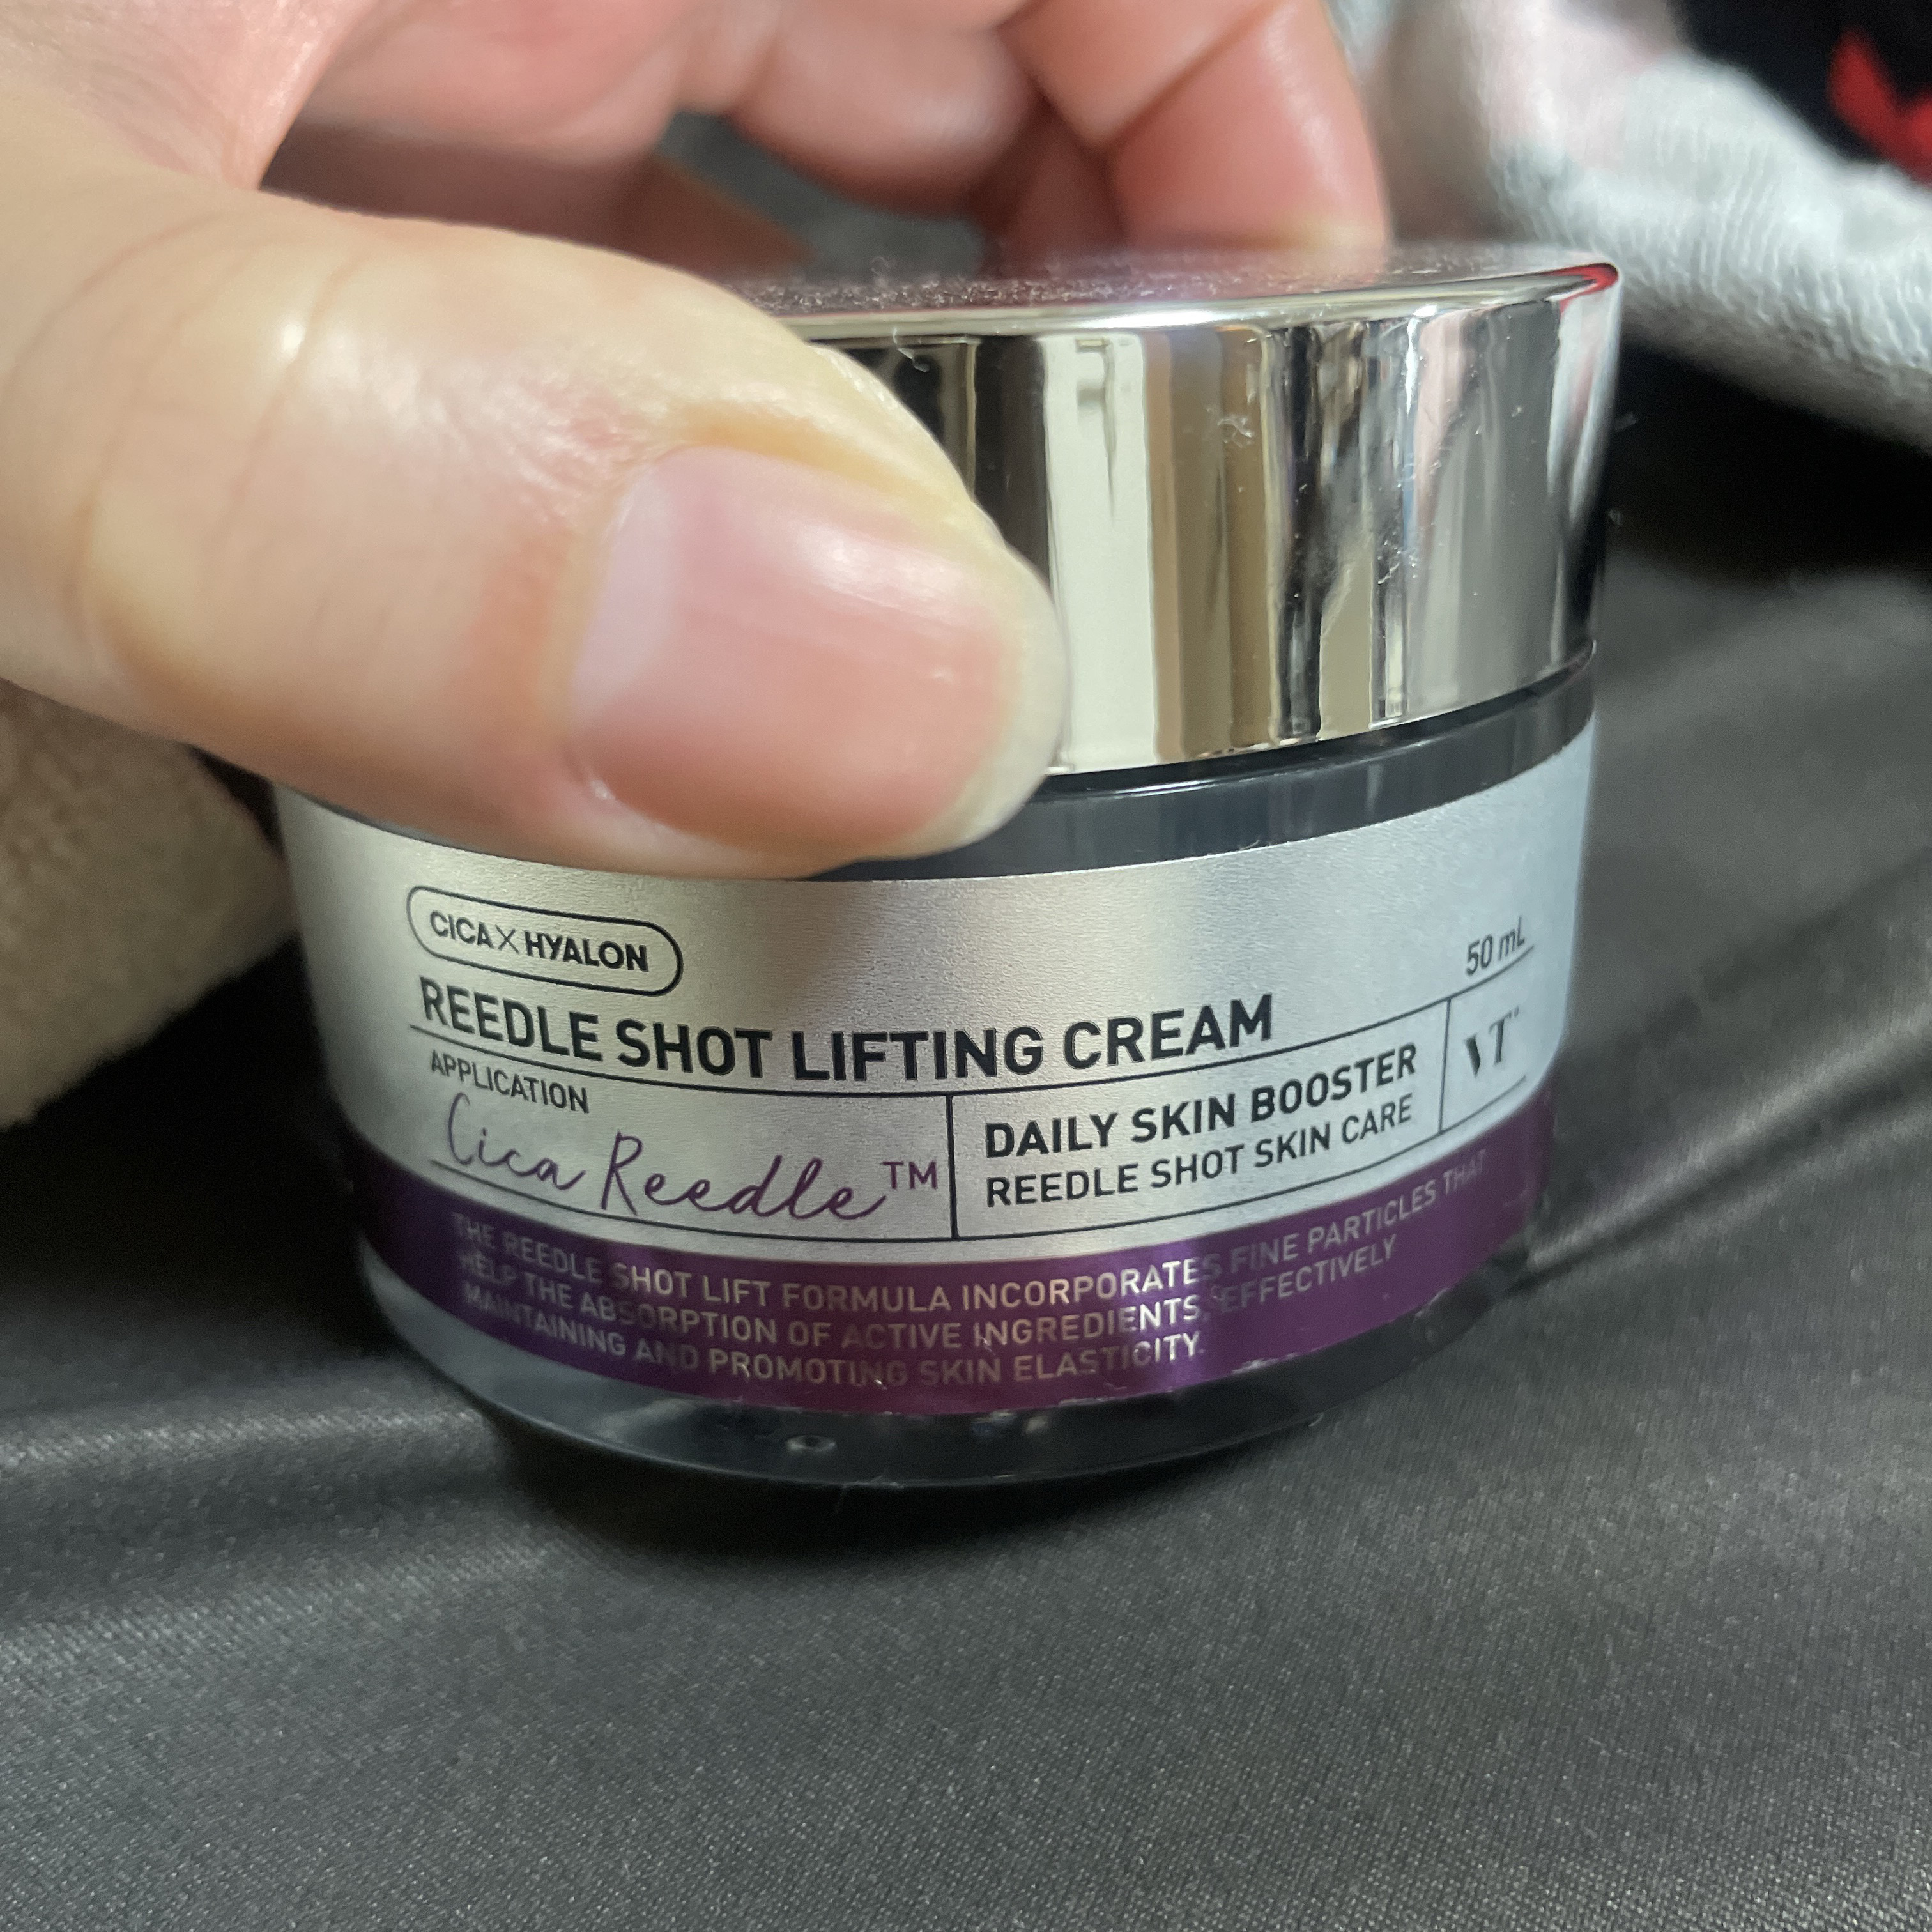 CICA X HYALON
50 mL
REEDLE SHOT LIFTING CREAM
APPLICATION
Cica Reedle™
DAILY SKIN BOOSTER
REEDLE SHOT SKIN CARE
VT
THE REEDLE SHOT LIFT FORMULA INCORPORATES FINE PARTICLES THAT
HELP THE ABSORPTION OF ACTIVE INGREDIENTS, EFFECTIVELY
MAINTAINING AND PROMOTING SKIN ELASTICITY.